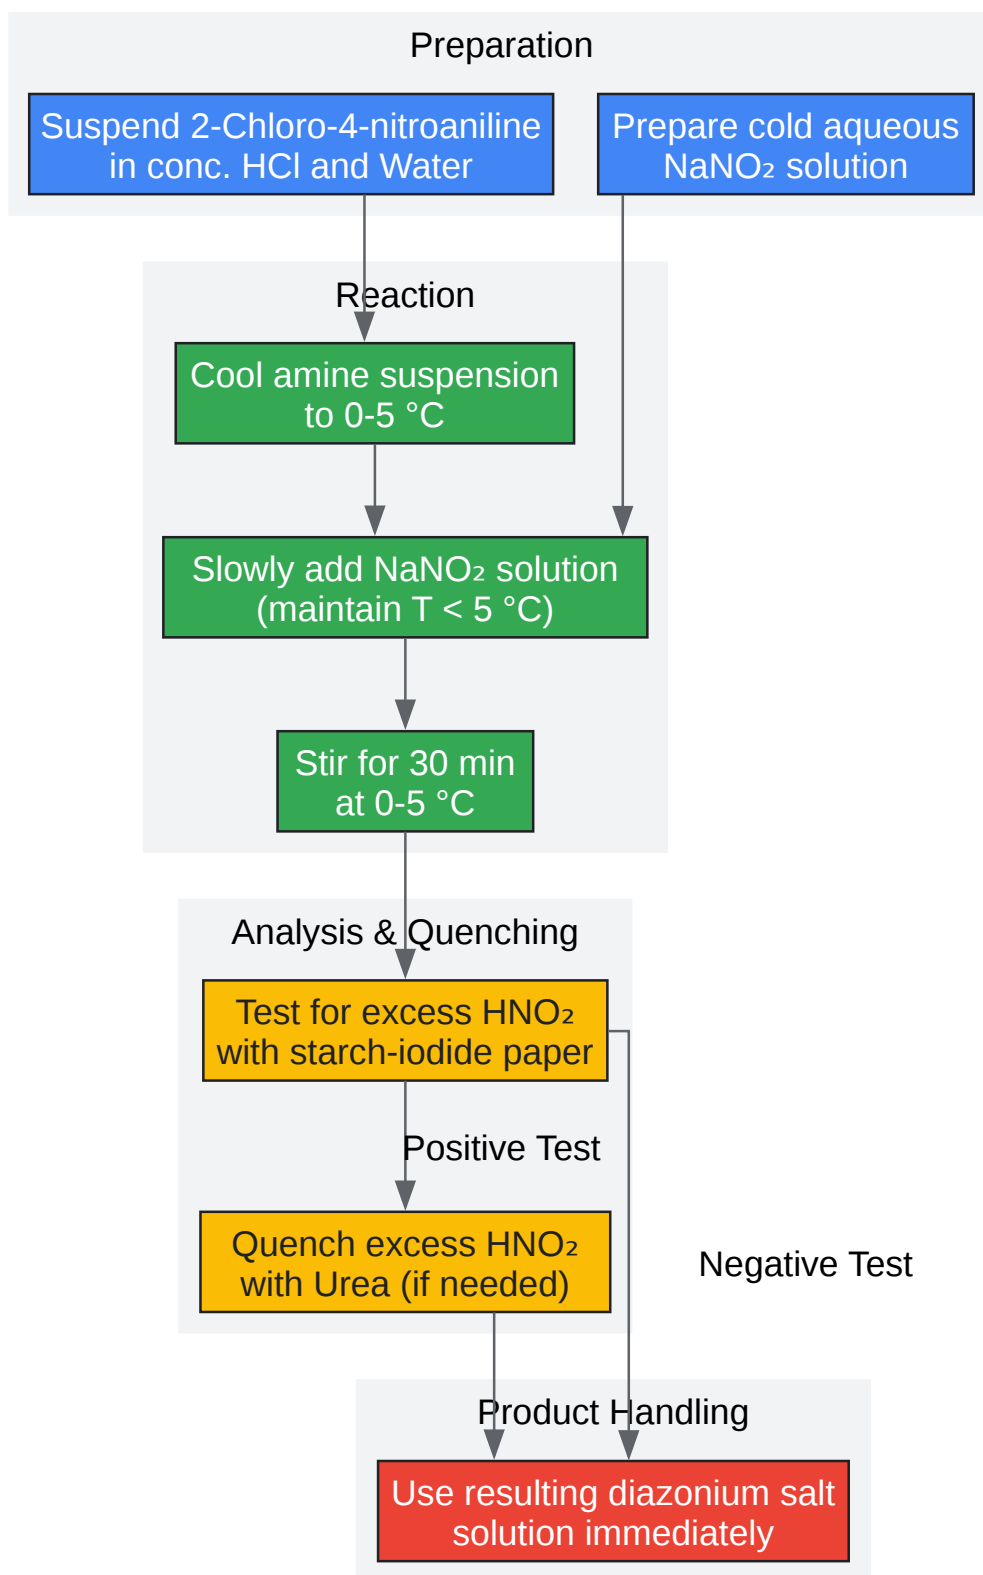 Preparation
Suspend 2-Chloro-4-nitroaniline
in conc. HCl and Water
Prepare cold aqueous
NaNO₂ solution
Reaction
Cool amine suspension
to 0-5 °C
Slowly add NaNO₂ solution
(maintain T < 5 °C)
Stir for 30 min
at 0-5 °C
Analysis & Quenching
Test for excess HNO₂
with starch-iodide paper
Positive Test
Quench excess HNO₂
with Urea (if needed)
Negative Test
Product Handling
Use resulting diazonium salt
solution immediately